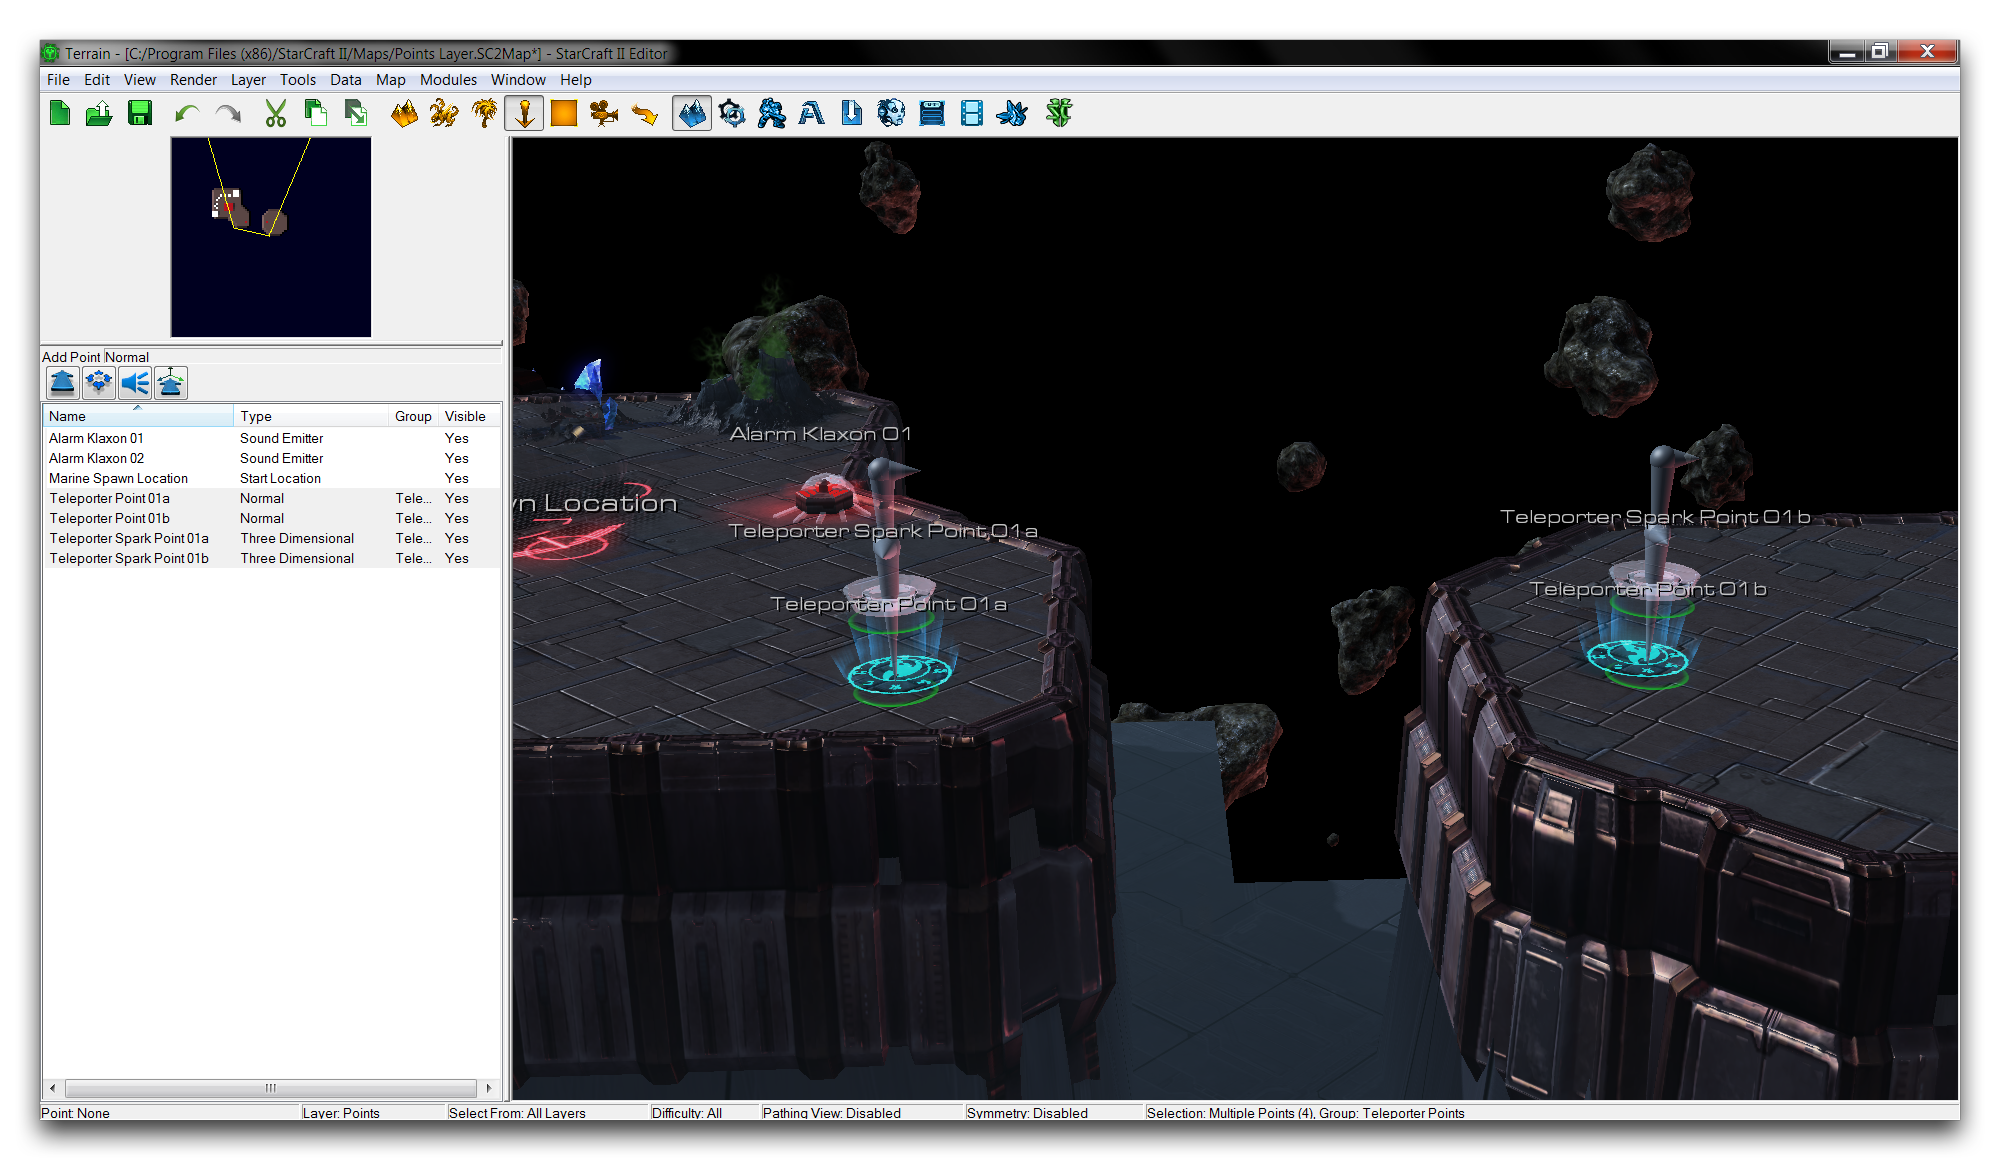 Terrain - [C:/Program Files (x86)/StarCraft II/Maps/Points Layer.SC2Map*] - StarCraft II Editor
File Edit View Render Layer Tools Data Map Modules Window Help
Add Point Normal
Name Type Group Visible
Alarm Klaxon 01 Sound Emitter Yes
Alarm Klaxon 02 Sound Emitter Yes
Marine Spawn Location Start Location Yes
Teleporter Point 01a Normal Tele... Yes
Teleporter Point 01b Normal Tele... Yes
Teleporter Spark Point 01a Three Dimensional Tele... Yes
Teleporter Spark Point 01b Three Dimensional Tele... Yes
Alarm Klaxon 01
wn Location
Teleporter Spark Point 01a
Teleporter Spark Point 01b
Teleporter Point 01a
Teleporter Point 01b
Point: None Layer: Points Select From: All Layers Difficulty: All Pathing View: Disabled Symmetry: Disabled Selection: Multiple Points (4), Group: Teleporter Points